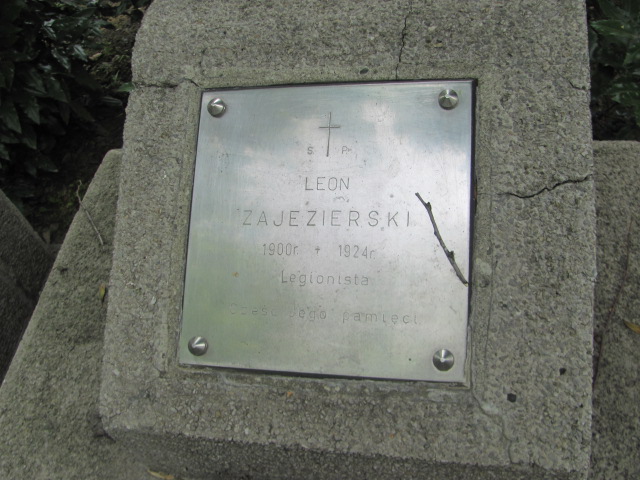 S P
LEON
ZAJEZIERSKI
1900r. + 1924r.
Legionista
Cześć Jego pamięci